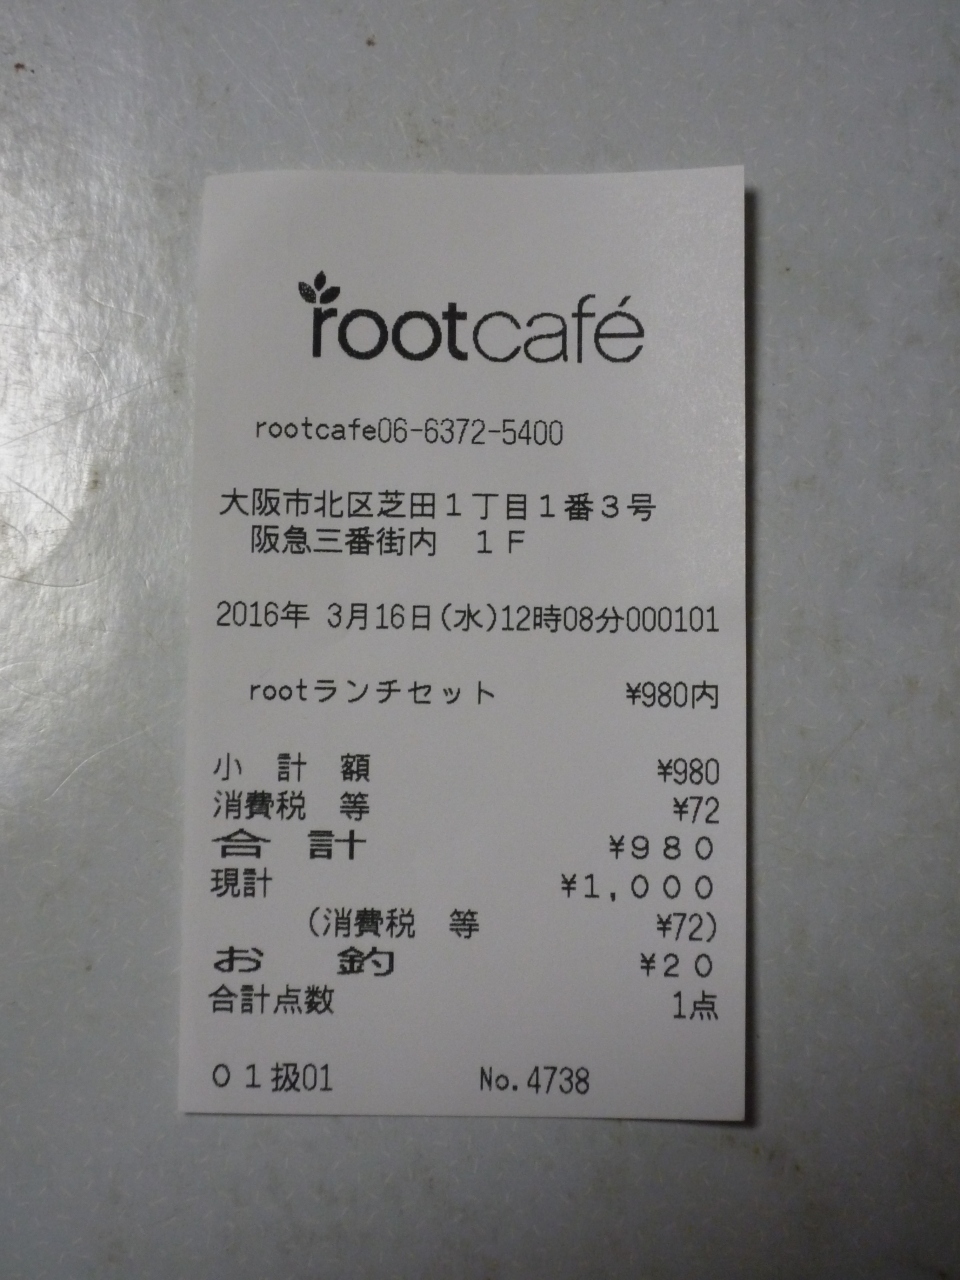 rootcafé
rootcafe06-6372-5400
大阪市北区芝田１丁目１番３号
阪急三番街内　１Ｆ
2016年 3月16日(水)12時08分000101
rootランチセット ¥980内
小　計　額 ¥980
消費税　等 ¥72
合　計 ¥９８０
現計 ¥１,０００
(消費税　等 ¥72)
お　釣 ¥２０
合計点数 1点
０１扱01 No.4738